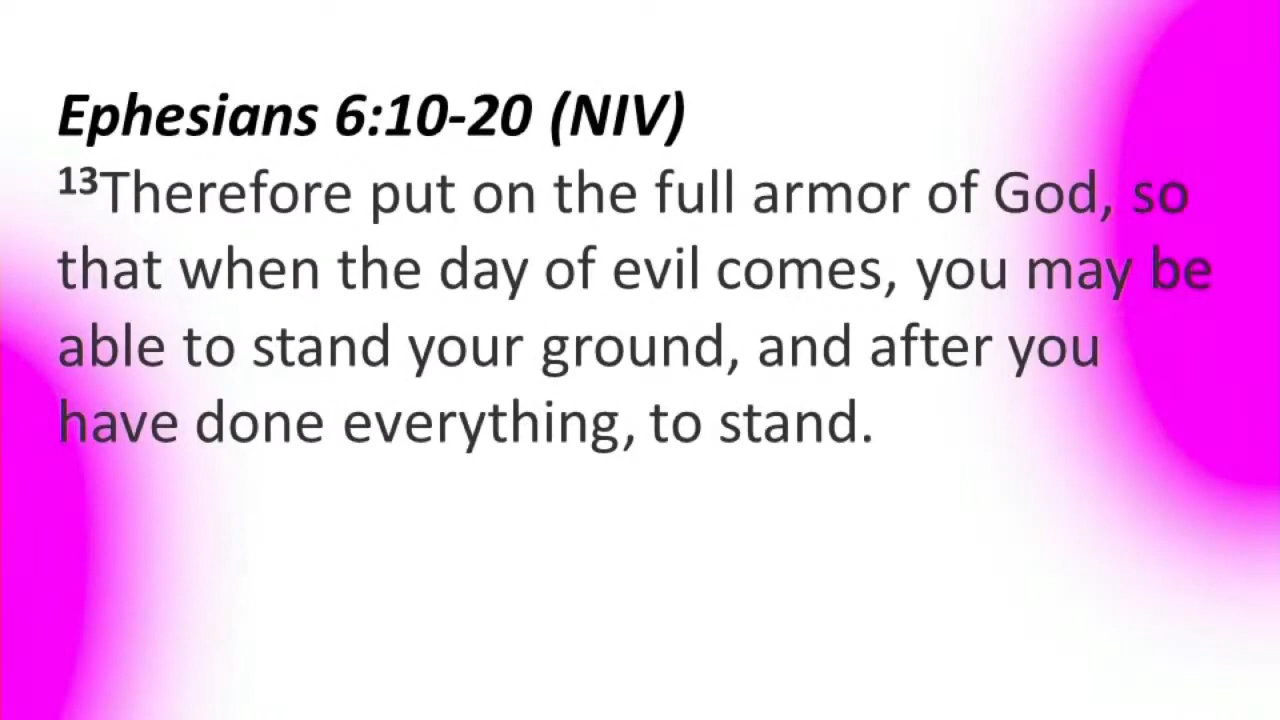 Ephesians 6:10-20 (NIV)
13Therefore put on the full armor of God, so
that when the day of evil comes, you may be
able to stand your ground, and after you
have done everything, to stand.